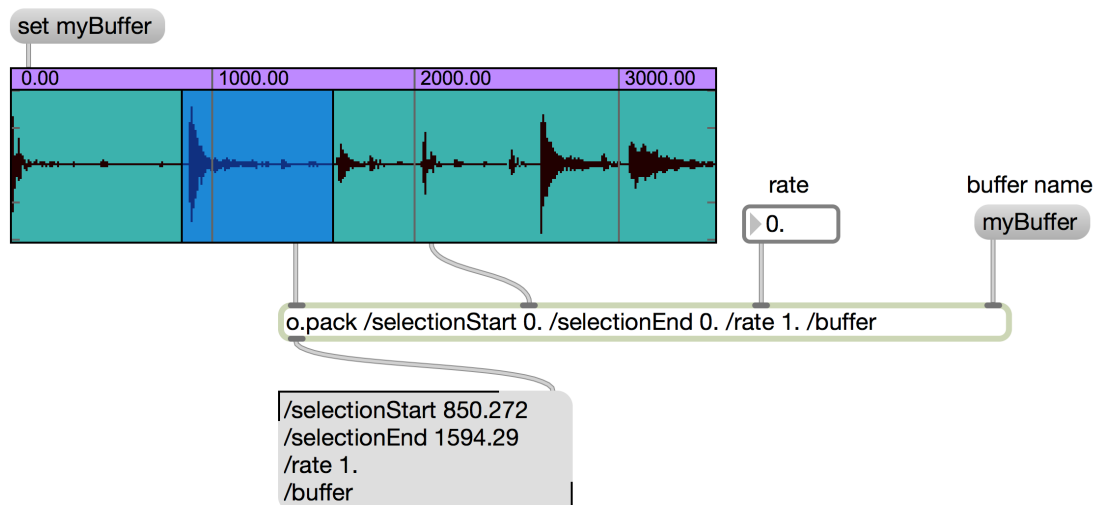 set myBuffer
0.00 1000.00 2000.00 3000.00
rate
buffer name
0.
myBuffer
o.pack /selectionStart 0. /selectionEnd 0. /rate 1. /buffer
/selectionStart 850.272
/selectionEnd 1594.29
/rate 1.
/buffer